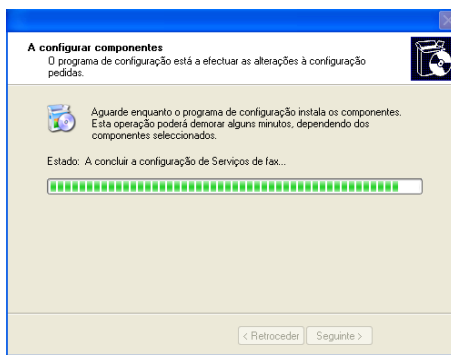 A configurar componentes
O programa de configuração está a efectuar as alterações à configuração
pedidas.
Aguarde enquanto o programa de configuração instala os componentes.
Esta operação poderá demorar alguns minutos, dependendo dos
componentes seleccionados.
Estado: A concluir a configuração de Serviços de fax...
< Retroceder Seguinte >